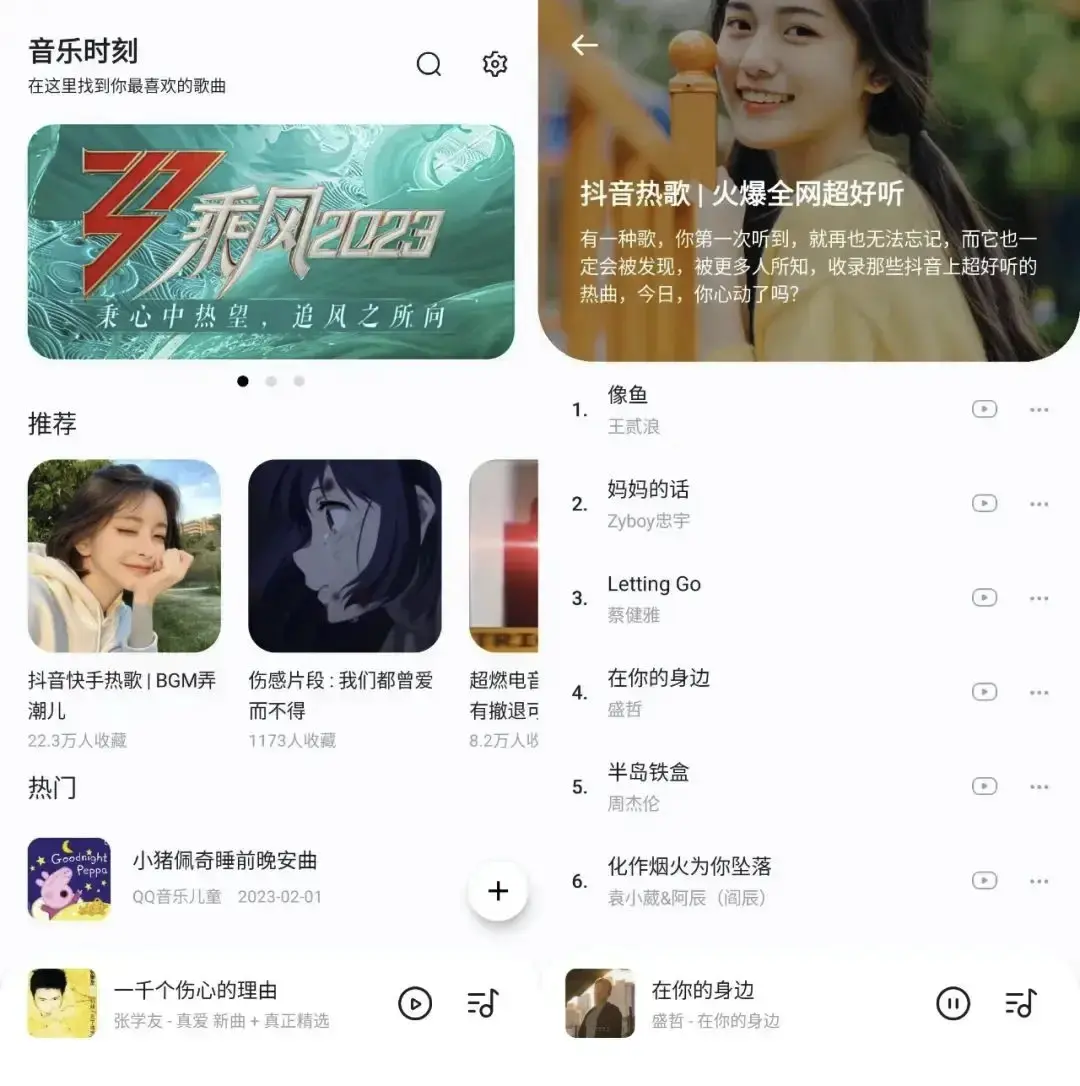 音乐时刻
在这里找到你最喜欢的歌曲
乘风2023
秉心中热望，追风之所向
推荐
抖音快手热歌 | BGM弄
潮儿
22.3万人收藏
伤感片段 : 我们都曾爱
而不得
1173人收藏
超燃电音
有撤退可
8.2万人收
热门
Goodnight
Peppa
小猪佩奇睡前晚安曲
QQ音乐儿童 2023-02-01
一千个伤心的理由
张学友 - 真爱 新曲 + 真正精选
抖音热歌 | 火爆全网超好听
有一种歌，你第一次听到，就再也无法忘记，而它也一
定会被发现，被更多人所知，收录那些抖音上超好听的
热曲，今日，你心动了吗？
1.
像鱼
王贰浪
2.
妈妈的话
Zyboy忠宇
3.
Letting Go
蔡健雅
4.
在你的身边
盛哲
5.
半岛铁盒
周杰伦
6.
化作烟火为你坠落
袁小葳&阿辰（阎辰）
在你的身边
盛哲 - 在你的身边